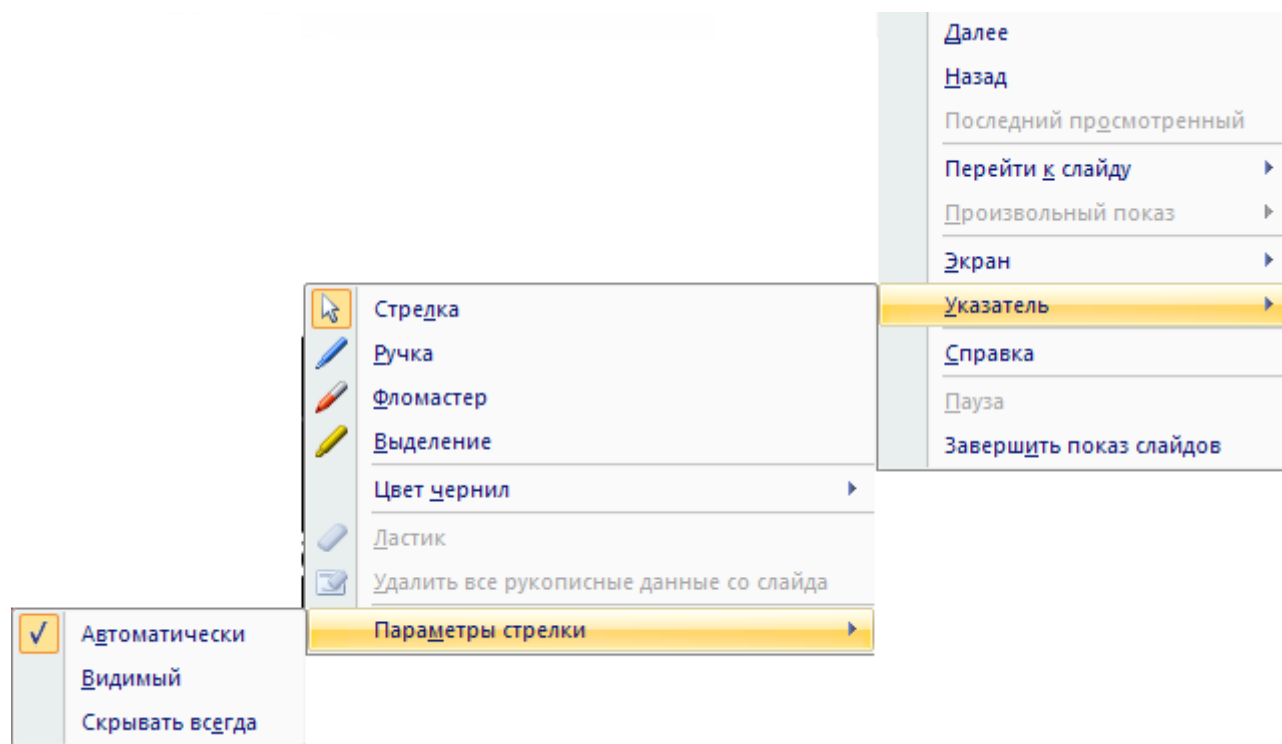 Далее
Назад
Последний просмотренный
Перейти к слайду
Произвольный показ
Экран
Указатель
Справка
Пауза
Завершить показ слайдов
Стрелка
Ручка
Фломастер
Выделение
Цвет чернил
Ластик
Удалить все рукописные данные со слайда
Параметры стрелки
Автоматически
Видимый
Скрывать всегда